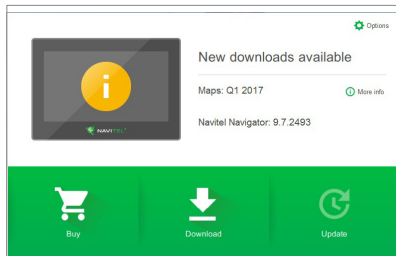 Options
New downloads available
Maps: Q1 2017
More info
Navitel Navigator: 9.7.2493
NAVITEL
Buy
Download
Update